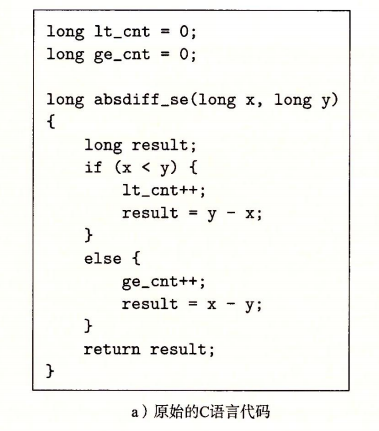 long lt_cnt = 0;
long ge_cnt = 0;

long absdiff_se(long x, long y)
{
    long result;
    if (x < y) {
        lt_cnt++;
        result = y - x;
    }
    else {
        ge_cnt++;
        result = x - y;
    }
    return result;
}
a）原始的C语言代码